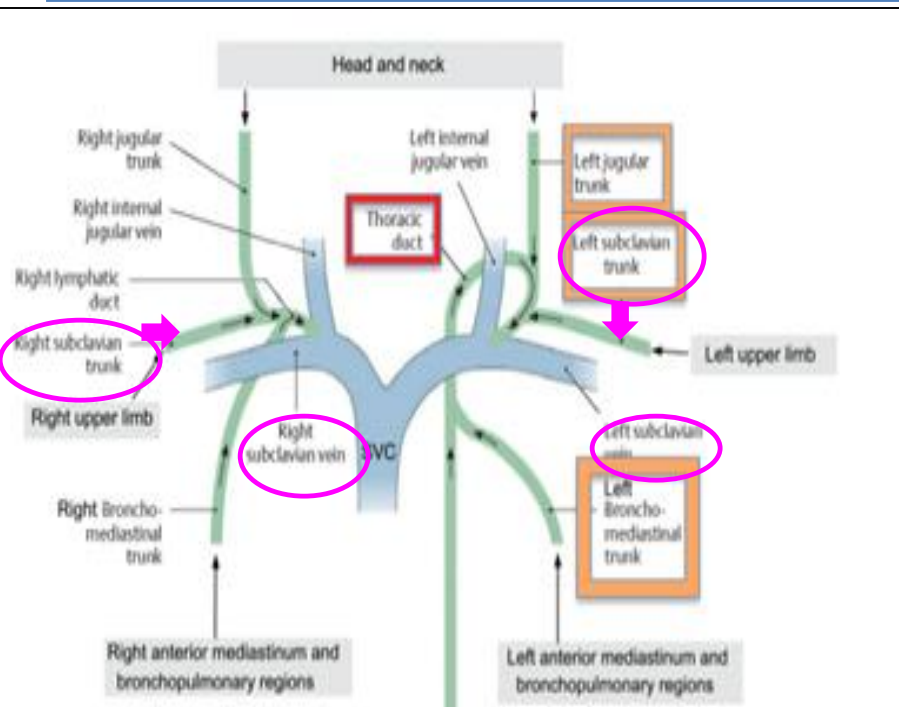 Head and neck
Right jugular
trunk
Left internal
jugular vein
Left jugular
trunk
Right internal
jugular vein
Thoracic
duct
Left subclavian
trunk
Right lymphatic
duct
Right subclavian
trunk
Left upper limb
Right upper limb
Right
subclavian vein
SVC
Left subclavian
vein
Left
Broncho-
mediastinal
trunk
Right Broncho-
mediastinal
trunk
Right anterior mediastinum and
bronchopulmonary regions
Left anterior mediastinum and
bronchopulmonary regions